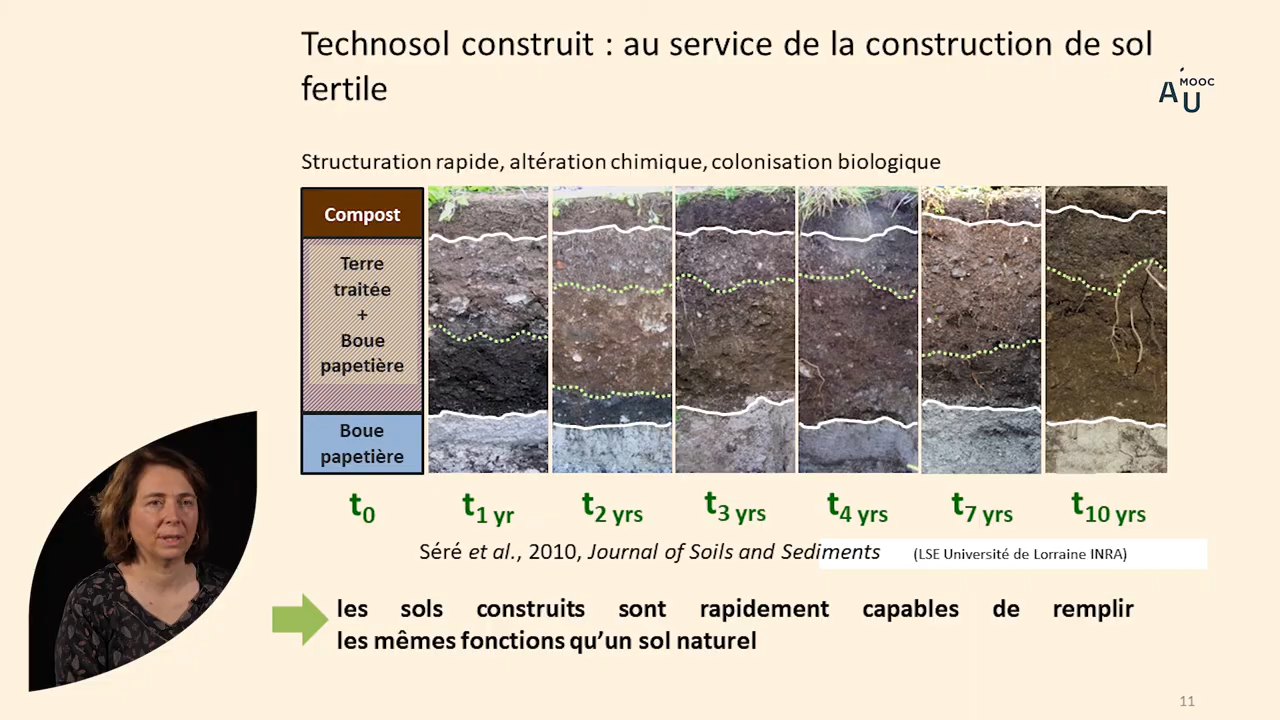 Technosol construit : au service de la construction de sol
fertile
MOOC
AU
Structuration rapide, altération chimique, colonisation biologique
Compost
Terre
traitée
+
Boue
papetière
Boue
papetière
t0
t1 yr
t2 yrs
t3 yrs
t4 yrs
t7 yrs
t10 yrs
Séré et al., 2010, Journal of Soils and Sediments (LSE Université de Lorraine INRA)
les sols construits sont rapidement capables de remplir
les mêmes fonctions qu’un sol naturel
11